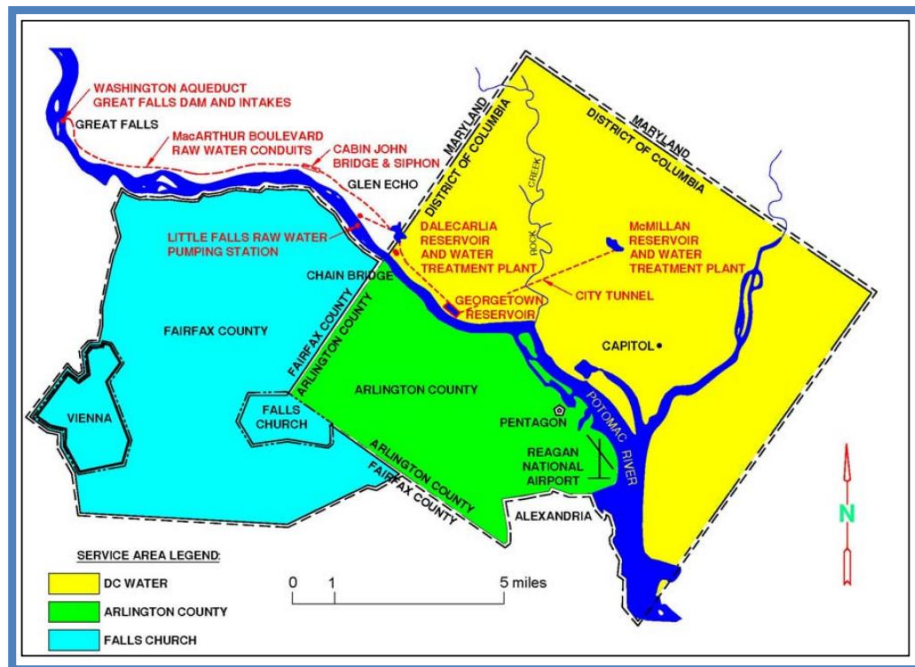 WASHINGTON AQUEDUCT
GREAT FALLS DAM AND INTAKES
GREAT FALLS
MacARTHUR BOULEVARD
RAW WATER CONDUITS
CABIN JOHN
BRIDGE & SIPHON
GLEN ECHO
MARYLAND
DISTRICT OF COLUMBIA
MARYLAND
DISTRICT OF COLUMBIA
ROCK CREEK
LITTLE FALLS RAW WATER
PUMPING STATION
DALECARLIA
RESERVOIR
AND WATER
TREATMENT PLANT
McMILLAN
RESERVOIR
AND WATER
TREATMENT PLANT
CHAIN BRIDGE
GEORGETOWN
RESERVOIR
CITY TUNNEL
FAIRFAX COUNTY
FAIRFAX COUNTY
ARLINGTON COUNTY
CAPITOL
ARLINGTON COUNTY
VIENNA
FALLS
CHURCH
PENTAGON
POTOMAC RIVER
REAGAN
NATIONAL
AIRPORT
ARLINGTON COUNTY
FAIRFAX COUNTY
ALEXANDRIA
N
SERVICE AREA LEGEND:
DC WATER
ARLINGTON COUNTY
FALLS CHURCH
0 1 5 miles